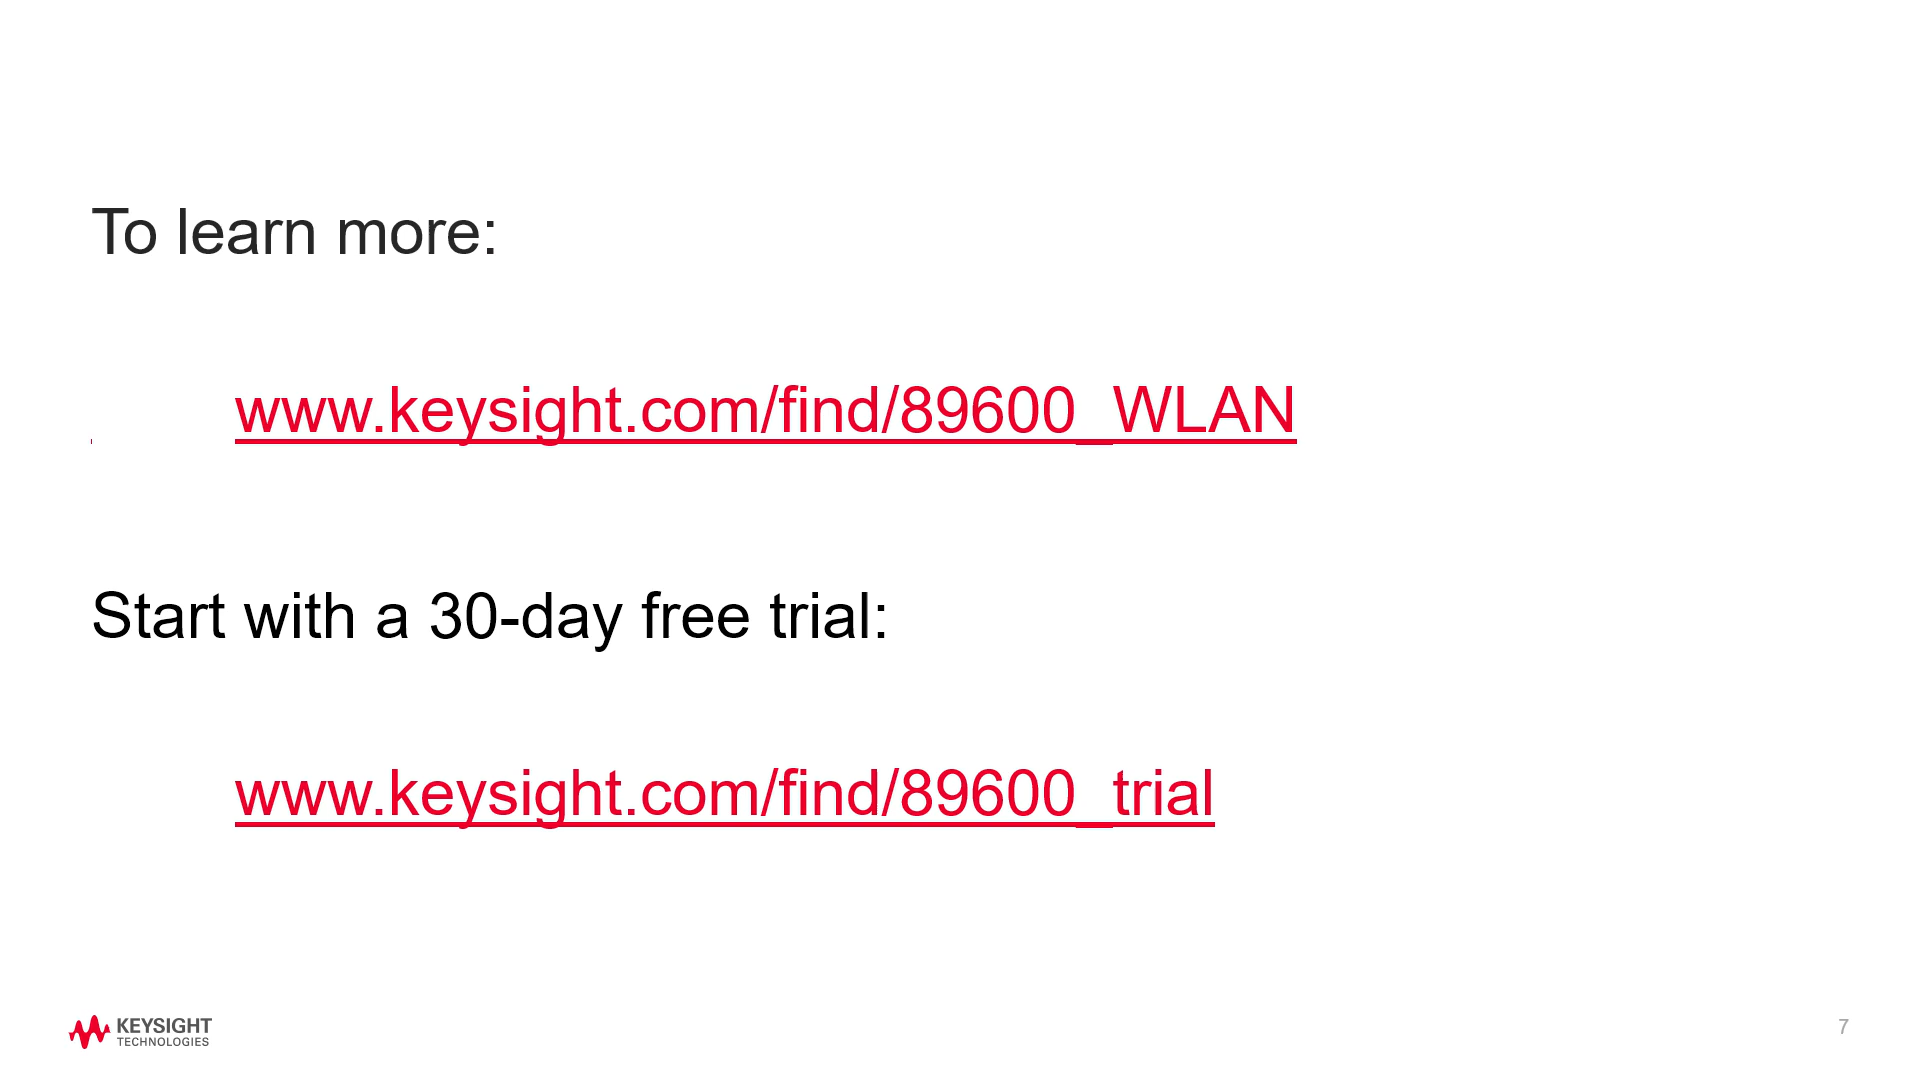 To learn more:
www.keysight.com/find/89600_WLAN
Start with a 30-day free trial:
www.keysight.com/find/89600_trial
KEYSIGHT
TECHNOLOGIES
7